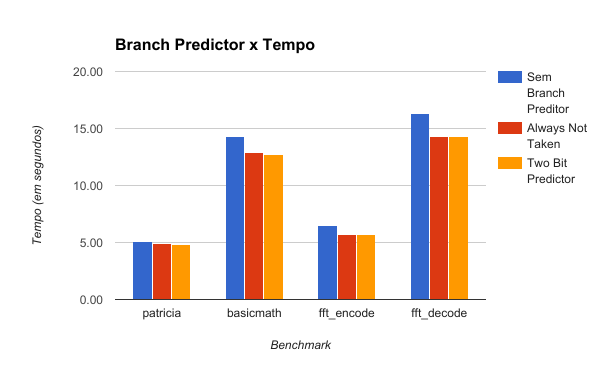 Branch Predictor x Tempo
20.00
15.00
10.00
5.00
0.00
Tempo (em segundos)
patricia
basicmath
fft_encode
fft_decode
Benchmark
Sem
Branch
Preditor
Always Not
Taken
Two Bit
Predictor